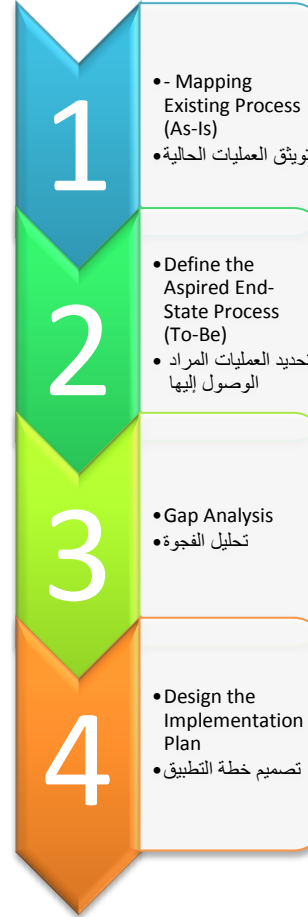 1
•- Mapping
Existing Process
(As-Is)
•تويثق العمليات الحالية
2
•Define the
Aspired End-
State Process
(To-Be)
•تحديد العمليات المراد
الوصول إليها
3
•Gap Analysis
•تحليل الفجوة
4
•Design the
Implementation
Plan
•تصميم خطة التطبيق